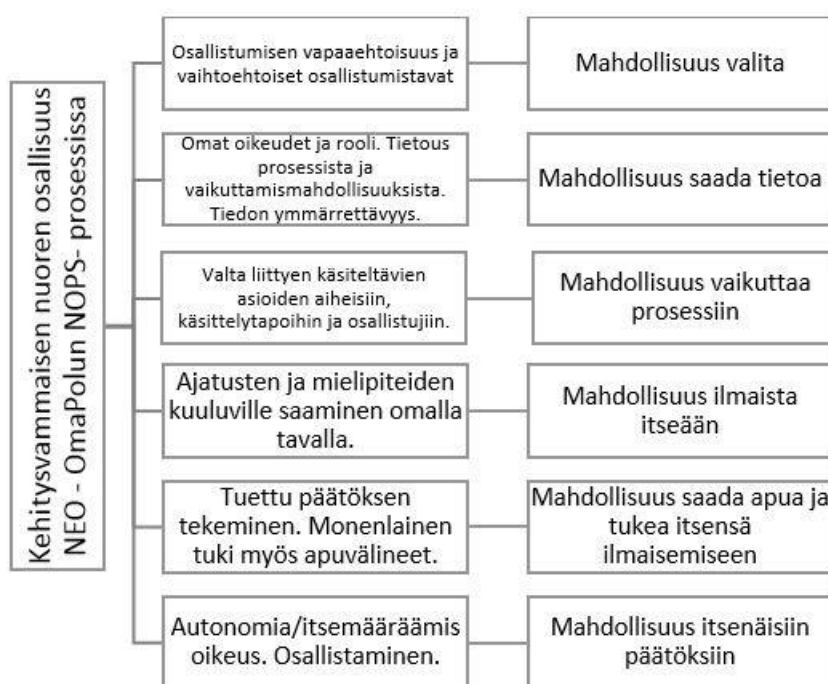 Kehitysvammaisen nuoren osallisuus
NEO - OmaPolun NOPS- prosessissa
Osallistumisen vapaaehtoisuus ja
vaihtoehtoiset osallistumistavat
Mahdollisuus valita
Omat oikeudet ja rooli. Tietous
prosessista ja
vaikuttamismahdollisuuksista.
Tiedon ymmärrettävyys.
Mahdollisuus saada tietoa
Valta liittyen käsiteltävien
asioiden aiheisiin,
käsittelytapoihin ja osallistujiin.
Mahdollisuus vaikuttaa
prosessiin
Ajatusten ja mielipiteiden
kuuluville saaminen omalla
tavalla.
Mahdollisuus ilmaista
itseään
Tuettu päätöksen
tekeminen. Monenlainen
tuki myös apuvälineet.
Mahdollisuus saada apua ja
tukea itsensä
ilmaisemiseen
Autonomia/itsemääräämis
oikeus. Osallistaminen.
Mahdollisuus itsenäisiin
päätöksiin